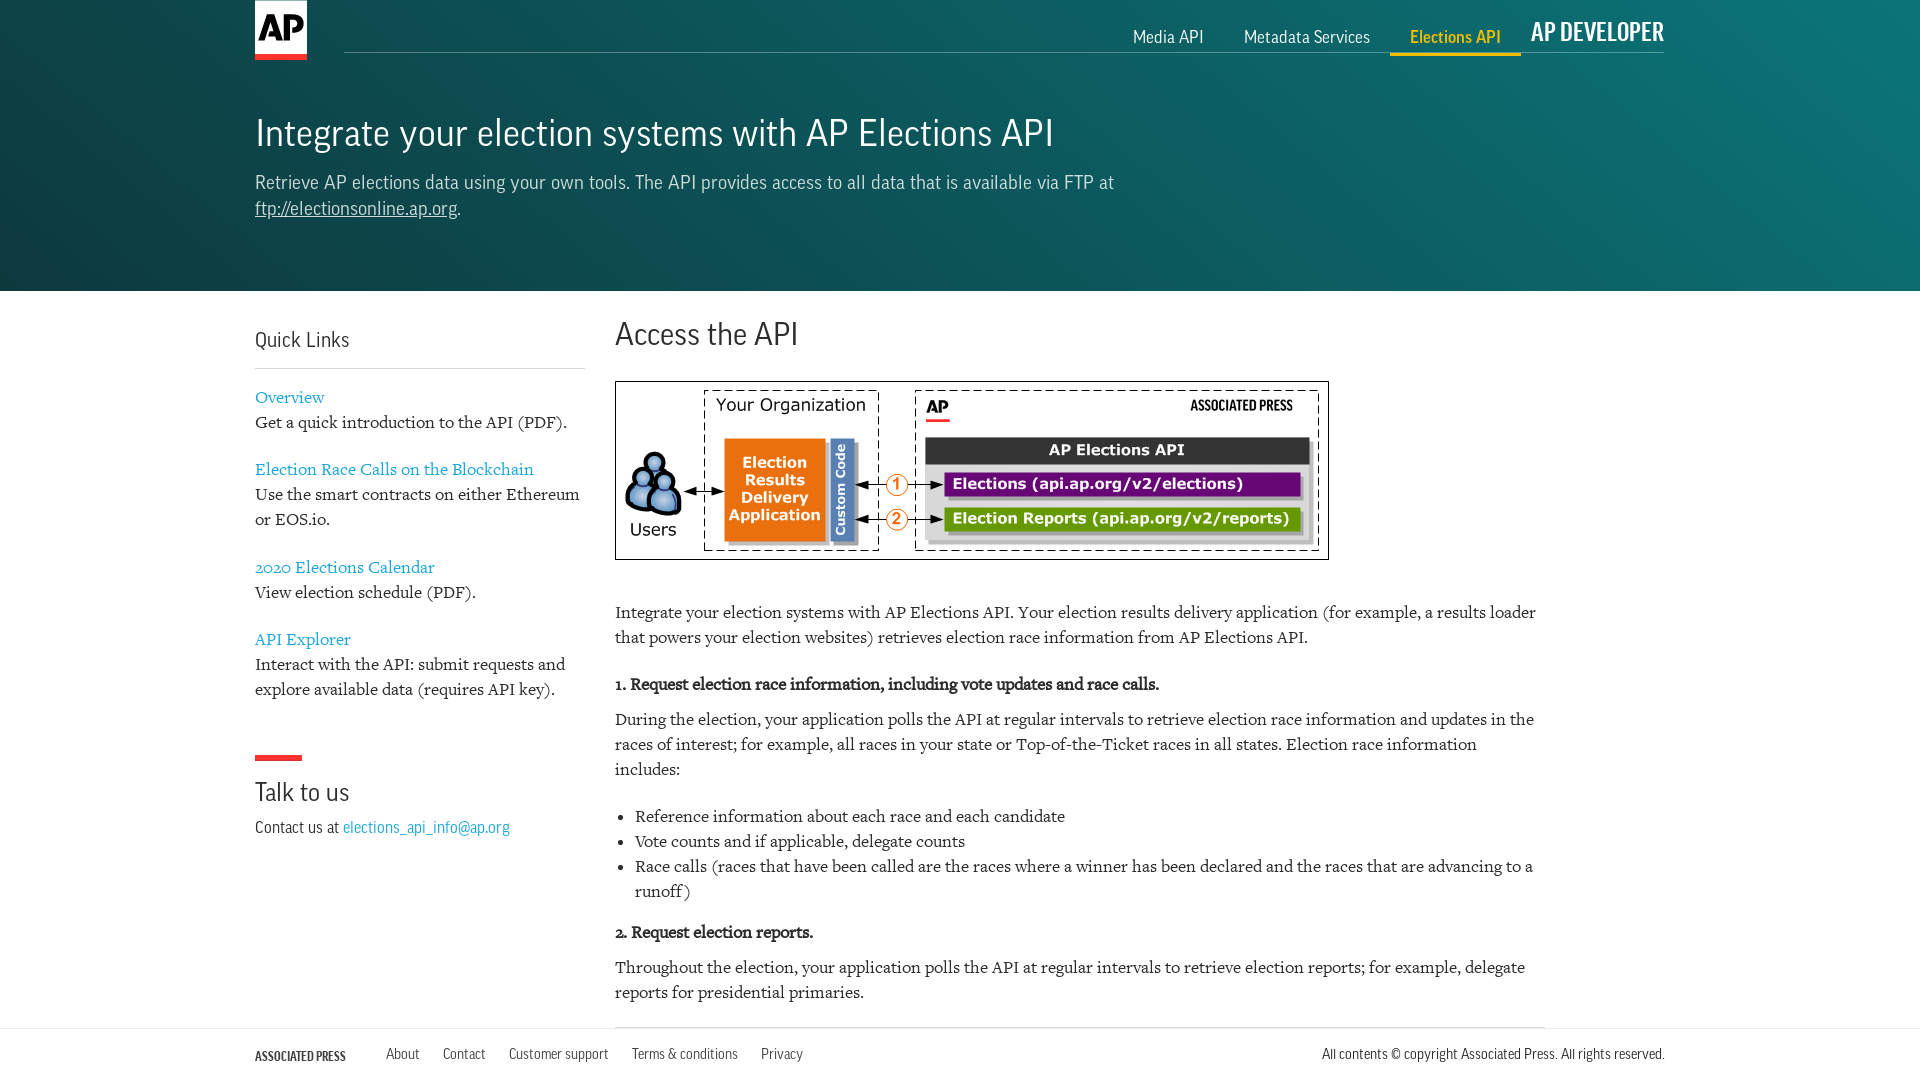 AP
Media API
Metadata Services
Elections API
AP DEVELOPER
Integrate your election systems with AP Elections API
Retrieve AP elections data using your own tools. The API provides access to all data that is available via FTP at
ftp://electionsonline.ap.org.
Quick Links
Overview
Get a quick introduction to the API (PDF).
Election Race Calls on the Blockchain
Use the smart contracts on either Ethereum
or EOS.io.
2020 Elections Calendar
View election schedule (PDF).
API Explorer
Interact with the API: submit requests and
explore available data (requires API key).
Talk to us
Contact us at elections_api_info@ap.org
Access the API
Users
Your Organization
Election
Results
Delivery
Application
Custom Code
1
2
AP
ASSOCIATED PRESS
AP Elections API
Elections (api.ap.org/v2/elections)
Election Reports (api.ap.org/v2/reports)
Integrate your election systems with AP Elections API. Your election results delivery application (for example, a results loader
that powers your election websites) retrieves election race information from AP Elections API.
1. Request election race information, including vote updates and race calls.
During the election, your application polls the API at regular intervals to retrieve election race information and updates in the
races of interest; for example, all races in your state or Top-of-the-Ticket races in all states. Election race information
includes:
• Reference information about each race and each candidate
• Vote counts and if applicable, delegate counts
• Race calls (races that have been called are the races where a winner has been declared and the races that are advancing to a
runoff)
2. Request election reports.
Throughout the election, your application polls the API at regular intervals to retrieve election reports; for example, delegate
reports for presidential primaries.
ASSOCIATED PRESS
About
Contact
Customer support
Terms & conditions
Privacy
All contents © copyright Associated Press. All rights reserved.